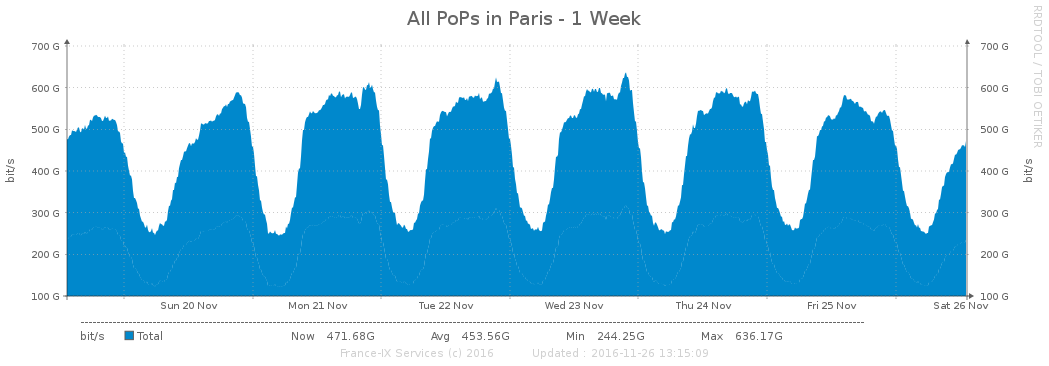 All PoPs in Paris - 1 Week
RRDTOOL / TOBI OETIKER
700 G 700 G
600 G 600 G
500 G 500 G
400 G 400 G
300 G 300 G
200 G 200 G
100 G 100 G
bit/s
bit/s
Sun 20 Nov Mon 21 Nov Tue 22 Nov Wed 23 Nov Thu 24 Nov Fri 25 Nov Sat 26 Nov
bit/s Total Now 471.68G Avg 453.56G Min 244.25G Max 636.17G
France-IX Services (c) 2016 Updated : 2016-11-26 13:15:09